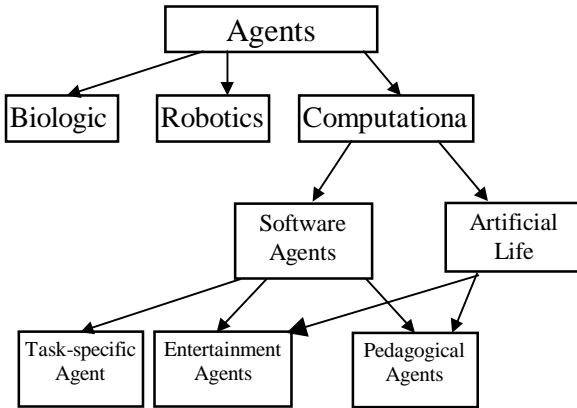 Agents
Biologic
Robotics
Computationa
Software
Agents
Artificial
Life
Task-specific
Agent
Entertainment
Agents
Pedagogical
Agents